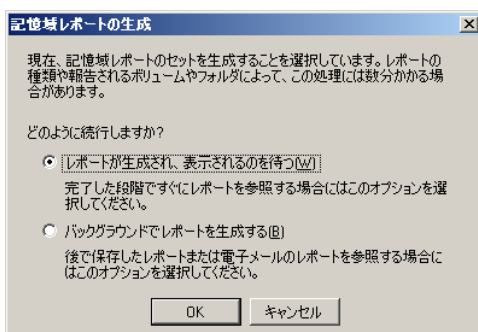 記憶域レポートの生成
現在、記憶域レポートのセットを生成することを選択しています。レポートの
種類や報告されるボリュームやフォルダによって、この処理には数分かかる場
合があります。
どのように続行しますか?
レポートが生成され、表示されるのを待つ(W)
完了した段階ですぐにレポートを参照する場合にはこのオプションを選
択してください。
バックグラウンドでレポートを生成する(B)
後で保存したレポートまたは電子メールのレポートを参照する場合に
はこのオプションを選択してください。
OK
キャンセル